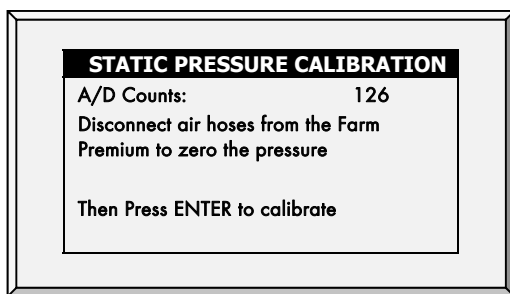 STATIC PRESSURE CALIBRATION
A/D Counts: 126
Disconnect air hoses from the Farm
Premium to zero the pressure
Then Press ENTER to calibrate